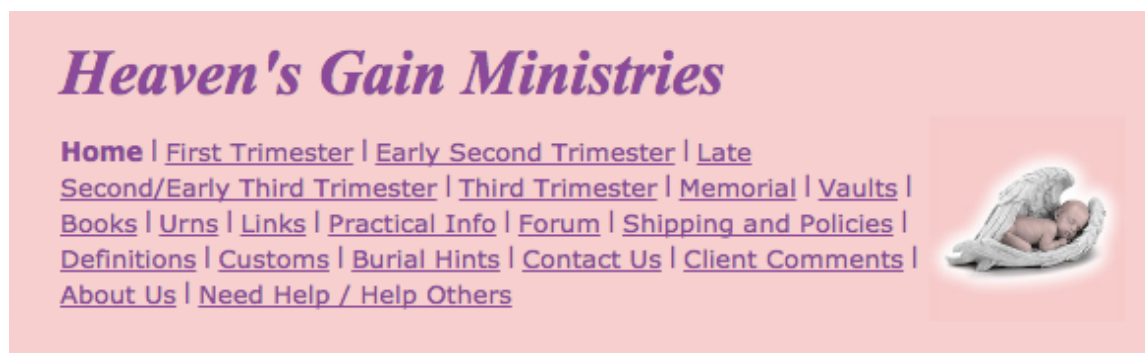 Heaven's Gain Ministries
Home | First Trimester | Early Second Trimester | Late
Second/Early Third Trimester | Third Trimester | Memorial | Vaults |
Books | Urns | Links | Practical Info | Forum | Shipping and Policies |
Definitions | Customs | Burial Hints | Contact Us | Client Comments |
About Us | Need Help / Help Others